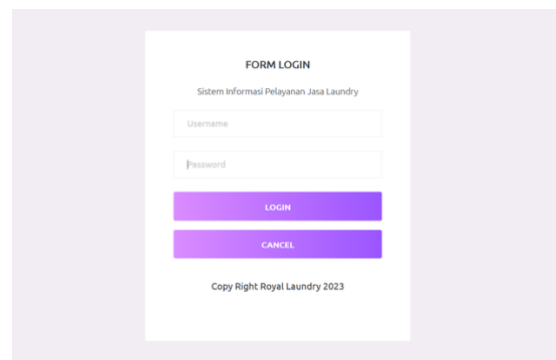 FORM LOGIN
Sistem Informasi Pelayanan Jasa Laundry
Username
Password
LOGIN
CANCEL
Copy Right Royal Laundry 2023